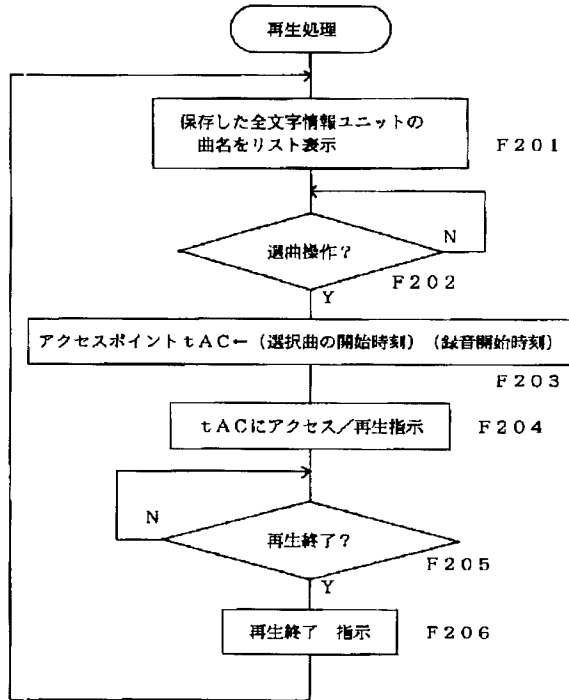 再生処理
保存した全文字情報ユニットの
曲名をリスト表示
F201
選曲操作?
N
F202
Y
アクセスポイントtAC←(選択曲の開始時刻)(録音開始時刻)
F203
tACにアクセス/再生指示
F204
N
再生終了?
F205
Y
再生終了 指示
F206